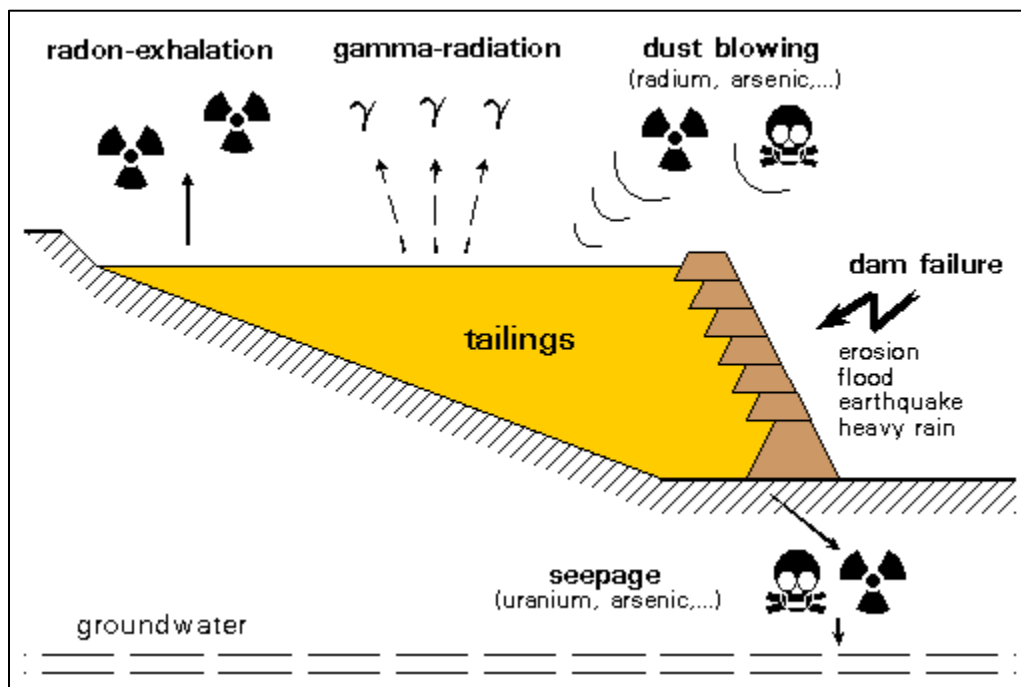 radon-exhalation
gamma-radiation
dust blowing
(radium, arsenic,...)
γ γ γ
tailings
dam failure
erosion
flood
earthquake
heavy rain
seepage
(uranium, arsenic,...)
groundwater